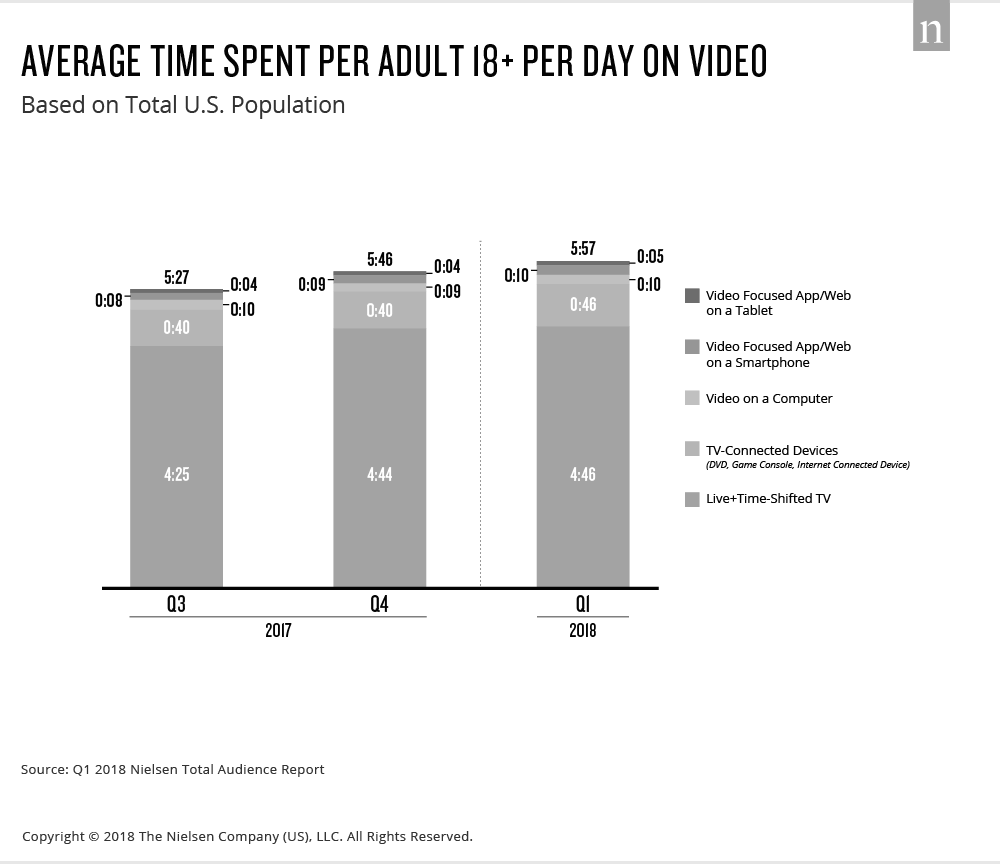 n
AVERAGE TIME SPENT PER ADULT 18+ PER DAY ON VIDEO
Based on Total U.S. Population
5:27
0:04
0:08
0:10
0:40
4:25
5:46
0:04
0:09
0:09
0:40
4:44
5:57
0:05
0:10
0:10
0:46
4:46
Video Focused App/Web
on a Tablet
Video Focused App/Web
on a Smartphone
Video on a Computer
TV-Connected Devices
(DVD, Game Console, Internet Connected Device)
Live+Time-Shifted TV
Q3
Q4
Q1
2017
2018
Source: Q1 2018 Nielsen Total Audience Report
Copyright © 2018 The Nielsen Company (US), LLC. All Rights Reserved.